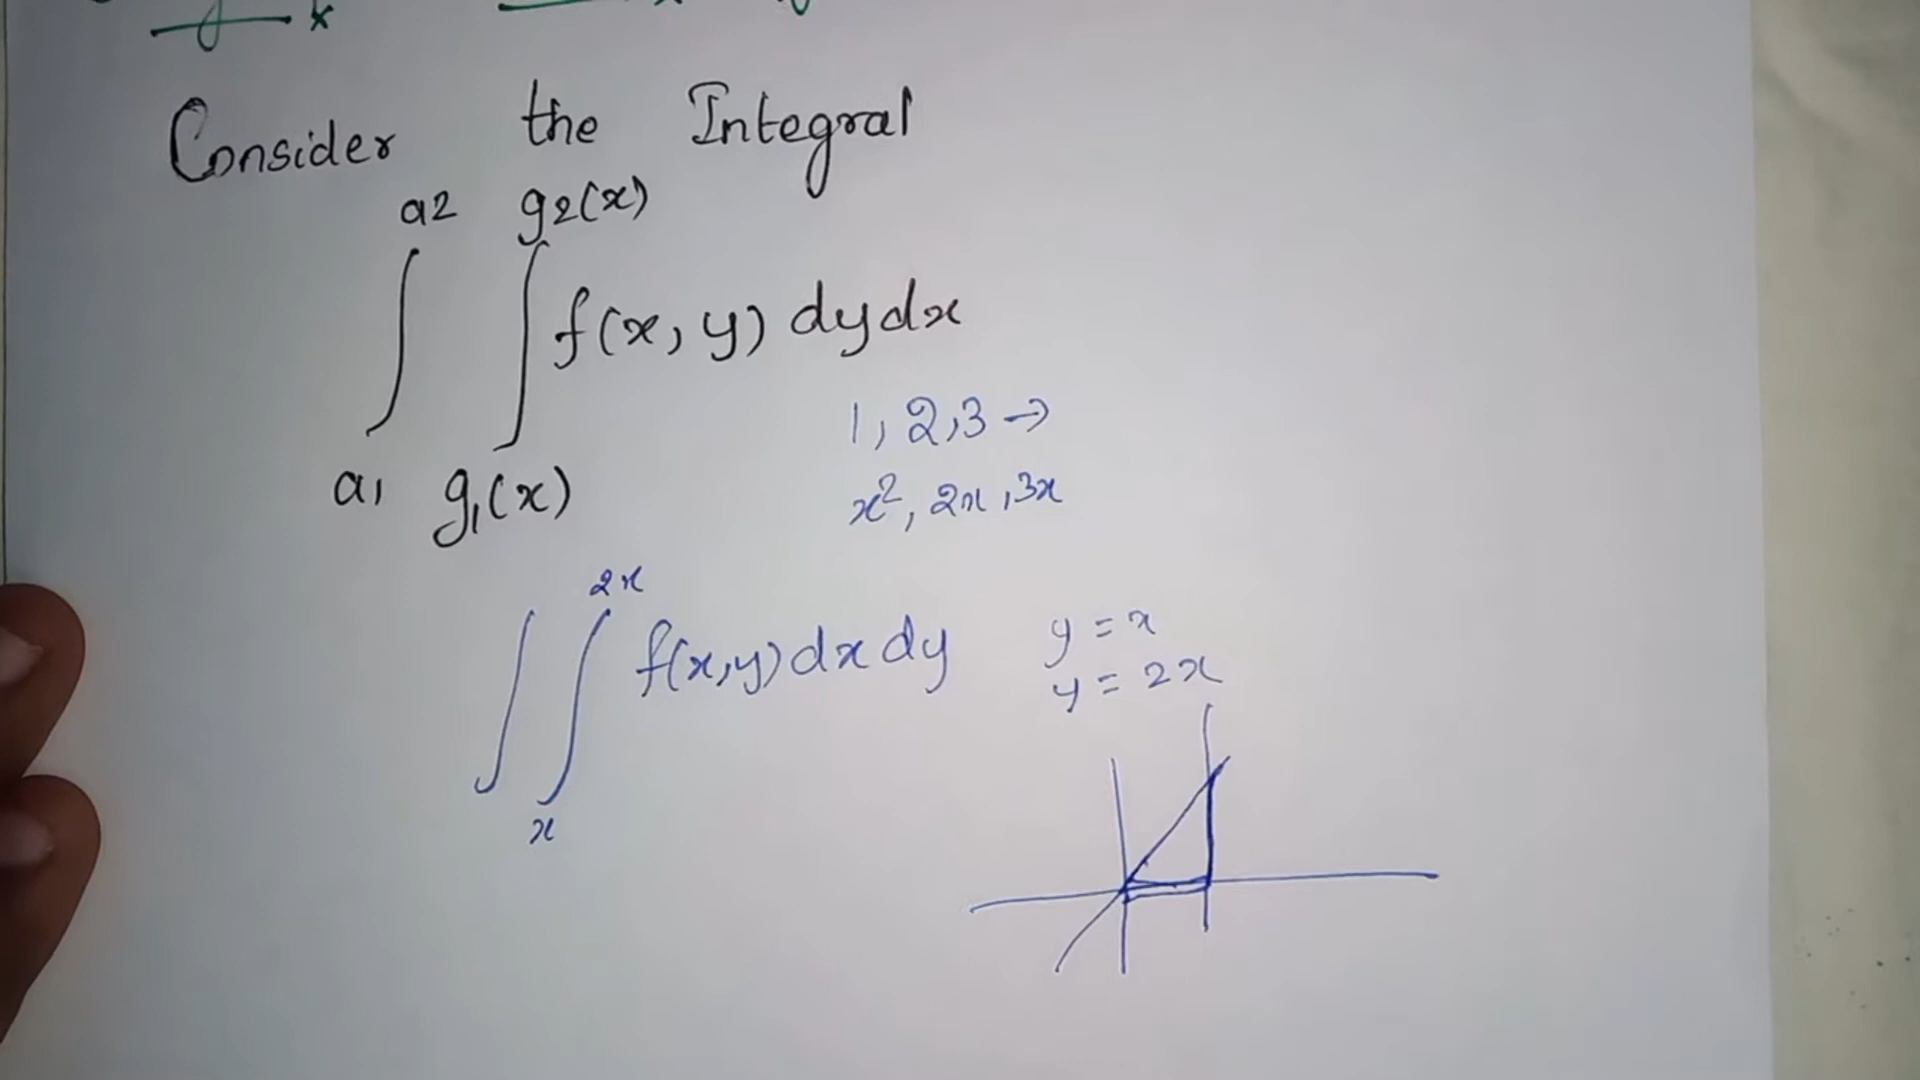 x
Consider the Integral
a2 g2(x)
∫ ∫ f(x, y) dy dx
a1 g1(x)
1, 2, 3 →
x², 2x, 3x
2x
∫ ∫ f(x,y) dx dy
x
y = x
y = 2x